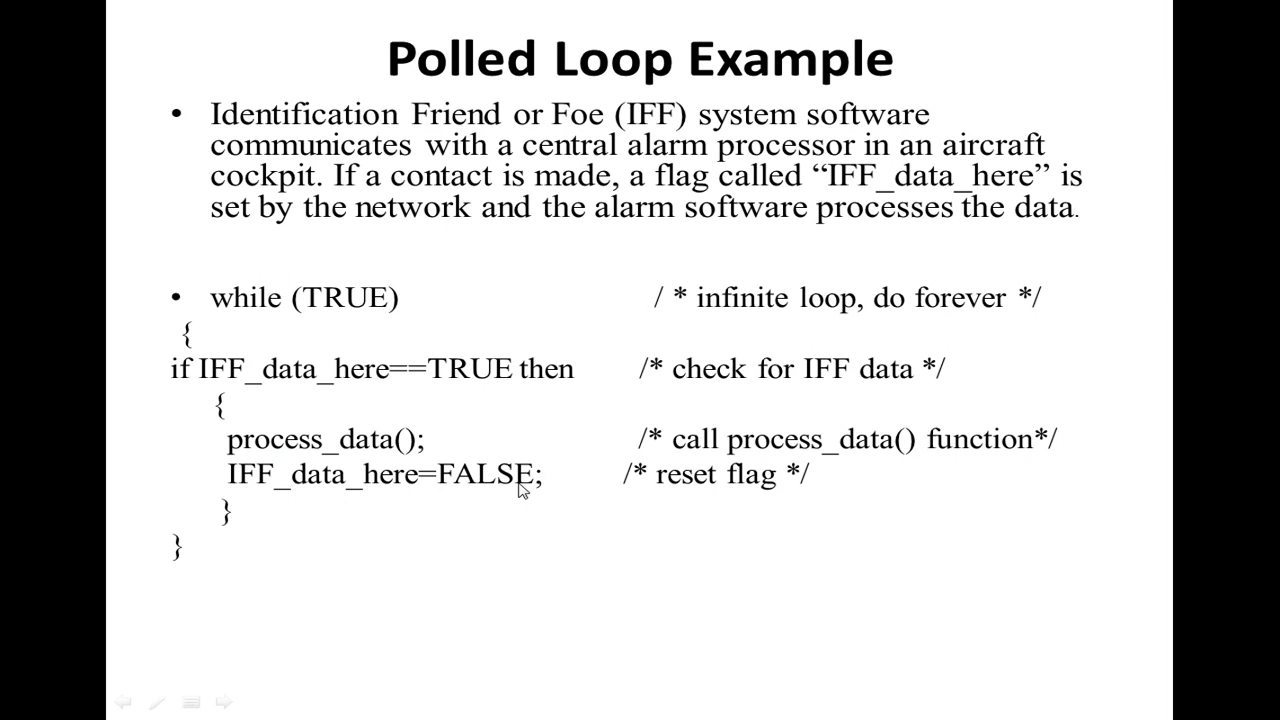 Polled Loop Example
• Identification Friend or Foe (IFF) system software
communicates with a central alarm processor in an aircraft
cockpit. If a contact is made, a flag called “IFF_data_here” is
set by the network and the alarm software processes the data.
• while (TRUE) / * infinite loop, do forever */
{
if IFF_data_here==TRUE then /* check for IFF data */
{
process_data(); /* call process_data() function*/
IFF_data_here=FALSE; /* reset flag */
}
}